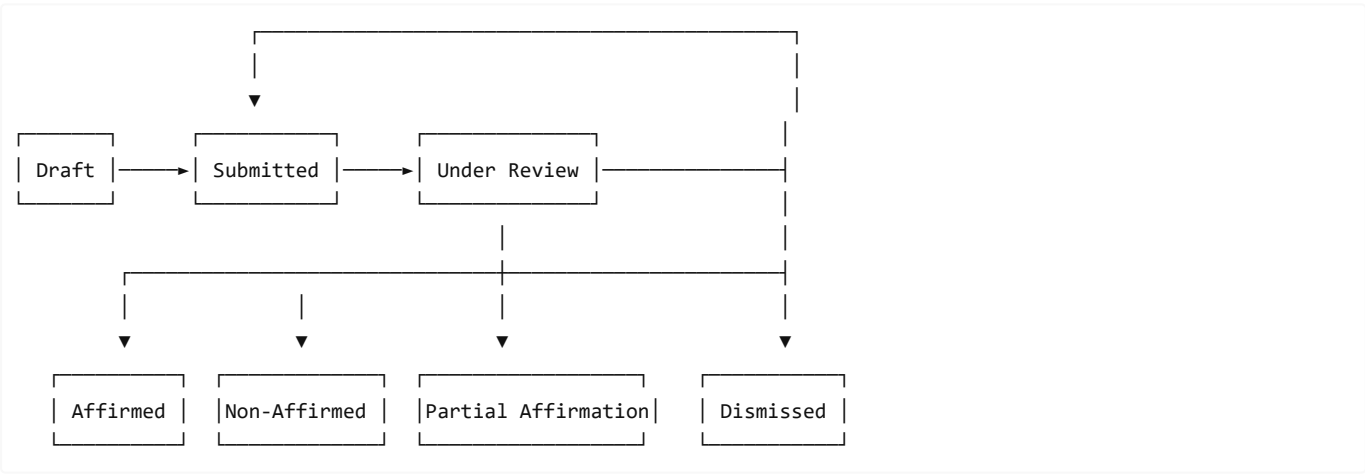 Draft Submitted Under Review
Affirmed Non-Affirmed Partial Affirmation Dismissed